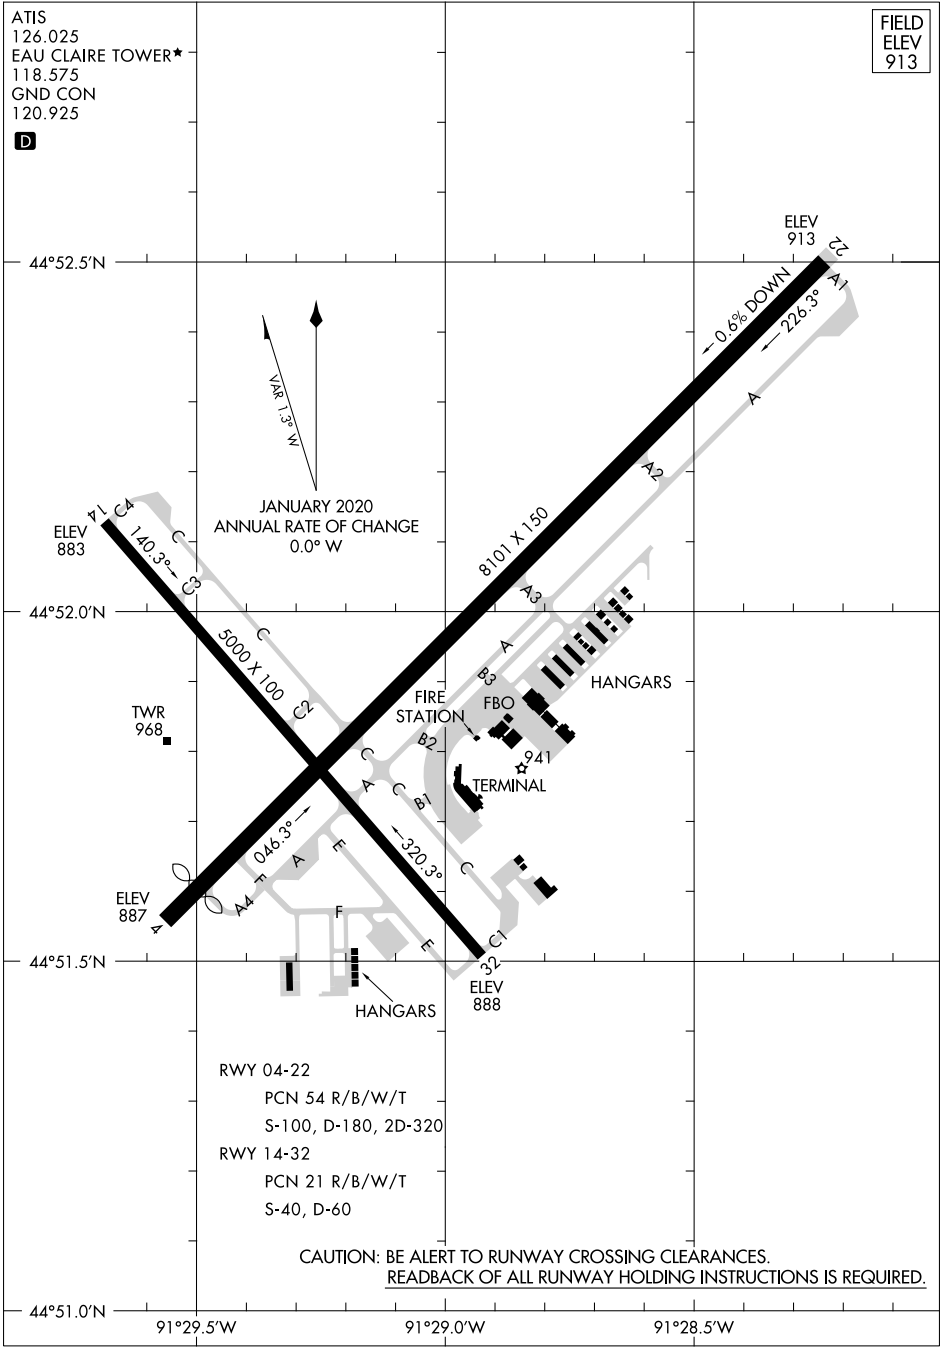 ATIS
126.025
EAU CLAIRE TOWER★
118.575
GND CON
120.925
D
FIELD
ELEV
913
ELEV
913
22
44°52.5'N
A1
0.6% DOWN
226.3°
VAR 1.3° W
A
A2
JANUARY 2020
ANNUAL RATE OF CHANGE
0.0° W
8101 X 150
14
C4
ELEV
883
140.3°
C
C3
44°52.0'N
A3
C
A
5000 X 100
B3
HANGARS
FIRE
STATION
FBO
C2
TWR
968
B2
C
941
A
TERMINAL
C
B1
046.3°
E
320.3°
A
C
F
ELEV
887
A4
F
4
E
C1
44°51.5'N
32
ELEV
888
HANGARS
RWY 04-22
PCN 54 R/B/W/T
S-100, D-180, 2D-320
RWY 14-32
PCN 21 R/B/W/T
S-40, D-60
CAUTION: BE ALERT TO RUNWAY CROSSING CLEARANCES.
READBACK OF ALL RUNWAY HOLDING INSTRUCTIONS IS REQUIRED.
44°51.0'N
91°29.5'W
91°29.0'W
91°28.5'W